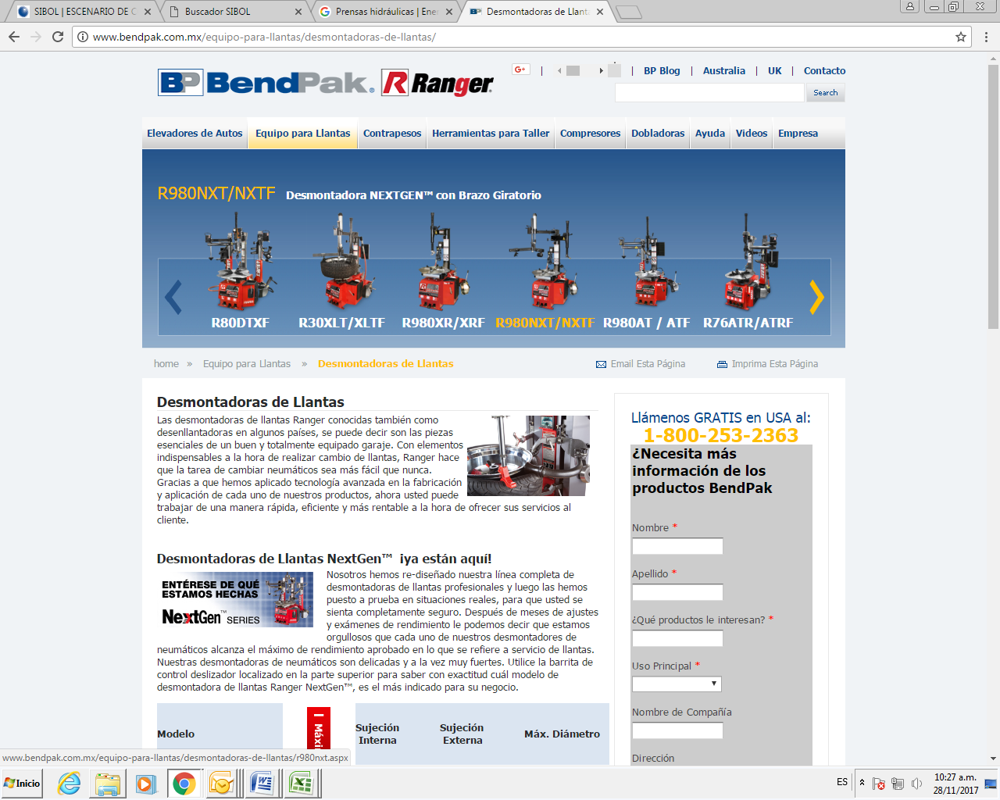 SIBOL | ESCENARIO DE C
Buscador SIBOL
Prensas hidráulicas | Ener
Desmontadoras de Llanta
www.bendpak.com.mx/equipo-para-llantas/desmontadoras-de-llantas/
BP BendPak® R Ranger®
G+ | | BP Blog | Australia | UK | Contacto
Search
Elevadores de Autos
Equipo para Llantas
Contrapesos
Herramientas para Taller
Compresores
Dobladoras
Ayuda
Videos
Empresa
R980NXT/NXTF Desmontadora NEXTGEN™ con Brazo Giratorio
R80DTXF
R30XLT/XLTF
R980XR/XRF
R980NXT/NXTF
R980AT / ATF
R76ATR/ATRF
home » Equipo para Llantas » Desmontadoras de Llantas
Email Esta Página
Imprima Esta Página
Desmontadoras de Llantas
Las desmontadoras de llantas Ranger conocidas también como
desenllantadoras en algunos países, se puede decir son las piezas
esenciales de un buen y totalmente equipado garaje. Con elementos
indispensables a la hora de realizar cambio de llantas, Ranger hace
que la tarea de cambiar neumáticos sea más fácil que nunca.
Gracias a que hemos aplicado tecnología avanzada en la fabricación
y aplicación de cada uno de nuestros productos, ahora usted puede
trabajar de una manera rápida, eficiente y más rentable a la hora de ofrecer sus servicios al
cliente.
Desmontadoras de Llantas NextGen™ ¡ya están aquí!
ENTÉRESE DE QUÉ
ESTAMOS HECHAS
NextGen™ SERIES
Nosotros hemos re-diseñado nuestra línea completa de
desmontadoras de llantas profesionales y luego las hemos
puesto a prueba en situaciones reales, para que usted se
sienta completamente seguro. Después de meses de ajustes
y exámenes de rendimiento le podemos decir que estamos
orgullosos que cada uno de nuestros desmontadores de
neumáticos alcanza el máximo de rendimiento aprobado en lo que se refiere a servicio de llantas.
Nuestras desmontadoras de neumáticos son delicadas y a la vez muy fuertes. Utilice la barrita de
control deslizador localizado en la parte superior para saber con exactitud cuál modelo de
desmontadora de llantas Ranger NextGen™, es el más indicado para su negocio.
Modelo
Máxi
Sujeción
Interna
Sujeción
Externa
Máx. Diámetro
Llámenos GRATIS en USA al:
1-800-253-2363
¿Necesita más
información de los
productos BendPak
Nombre *
Apellido *
¿Qué productos le interesan? *
Uso Principal *
Nombre de Compañía
Dirección
www.bendpak.com.mx/equipo-para-llantas/desmontadoras-de-llantas/r980nxt.aspx
Inicio
ES
10:27 a.m.
28/11/2017